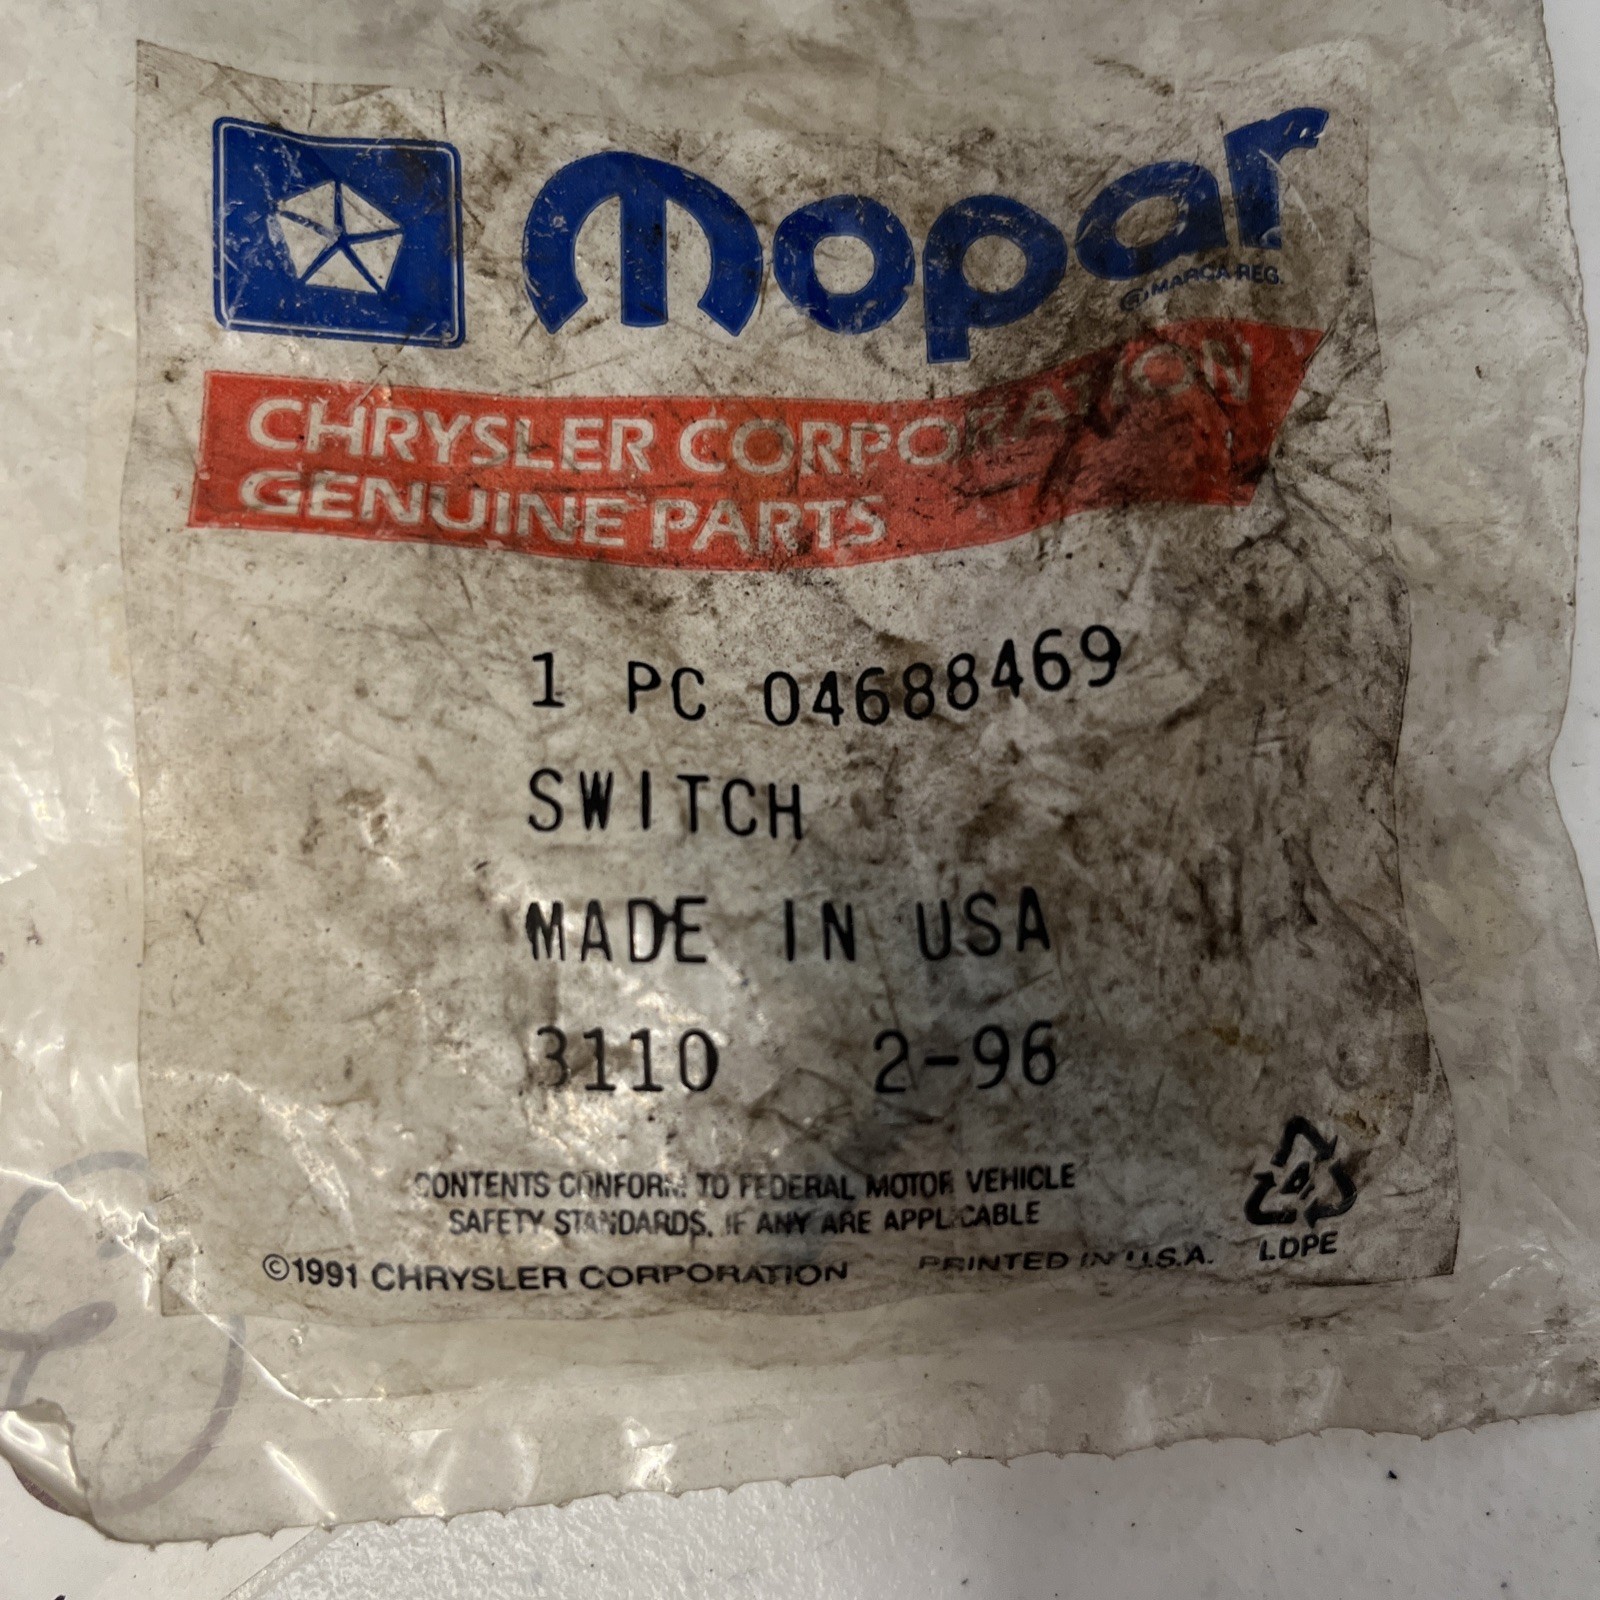 mopar
® MARCA REG.
CHRYSLER CORPORATION
GENUINE PARTS
1 PC 04688469
SWITCH
MADE IN USA
3110 2-96
CONTENTS CONFORM TO FEDERAL MOTOR VEHICLE
SAFETY STANDARDS, IF ANY ARE APPLICABLE
©1991 CHRYSLER CORPORATION PRINTED IN U.S.A.
4
LDPE